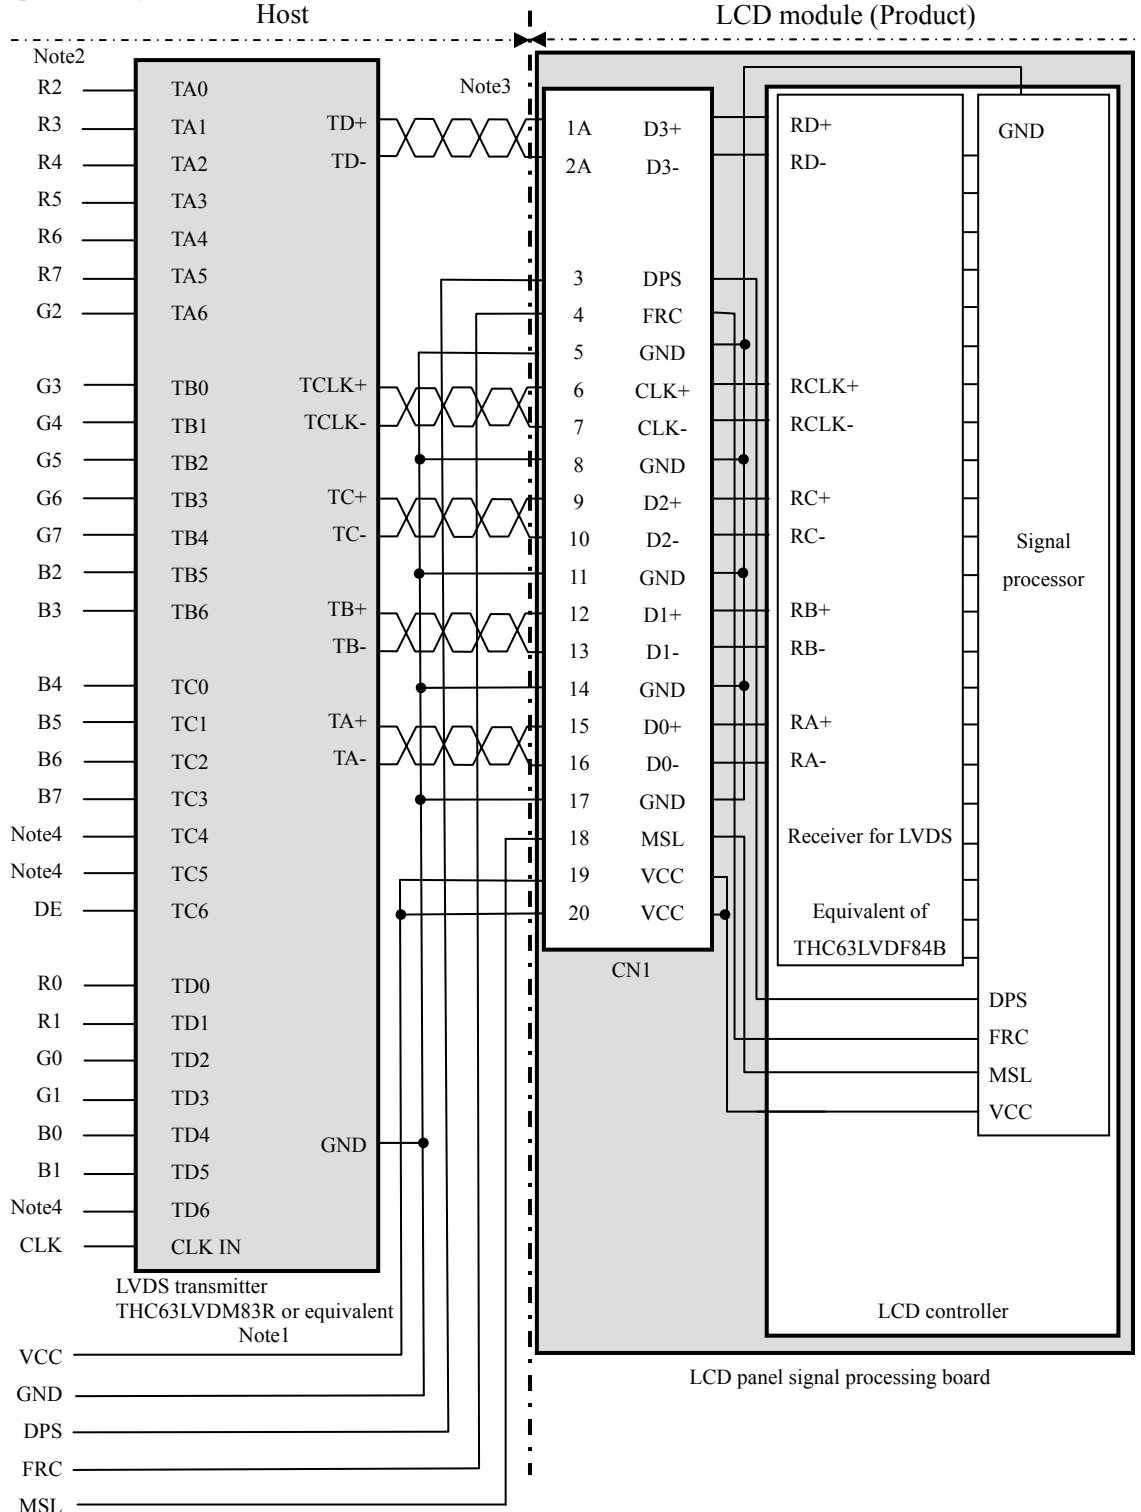 Host LCD module (Product)
Note2
Note3
R2 TA0
R3 TA1 TD+ 1A D3+ RD+ GND
R4 TA2 TD- 2A D3- RD-
R5 TA3
R6 TA4
R7 TA5 3 DPS
G2 TA6 4 FRC
5 GND
G3 TB0 TCLK+ 6 CLK+ RCLK+
G4 TB1 TCLK- 7 CLK- RCLK-
G5 TB2 8 GND
G6 TB3 TC+ 9 D2+ RC+
G7 TB4 TC- 10 D2- RC- Signal
B2 TB5 11 GND processor
B3 TB6 TB+ 12 D1+ RB+
TB- 13 D1- RB-
B4 TC0 14 GND
B5 TC1 TA+ 15 D0+ RA+
B6 TC2 TA- 16 D0- RA-
B7 TC3 17 GND
Note4 TC4 18 MSL Receiver for LVDS
Note4 TC5 19 VCC
DE TC6 20 VCC Equivalent of
THC63LVDF84B
CN1
R0 TD0 DPS
R1 TD1 FRC
G0 TD2 MSL
G1 TD3 VCC
B0 TD4 GND
B1 TD5
Note4 TD6
CLK CLK IN
LVDS transmitter
THC63LVDM83R or equivalent LCD controller
Note1
VCC
LCD panel signal processing board
GND
DPS
FRC
MSL